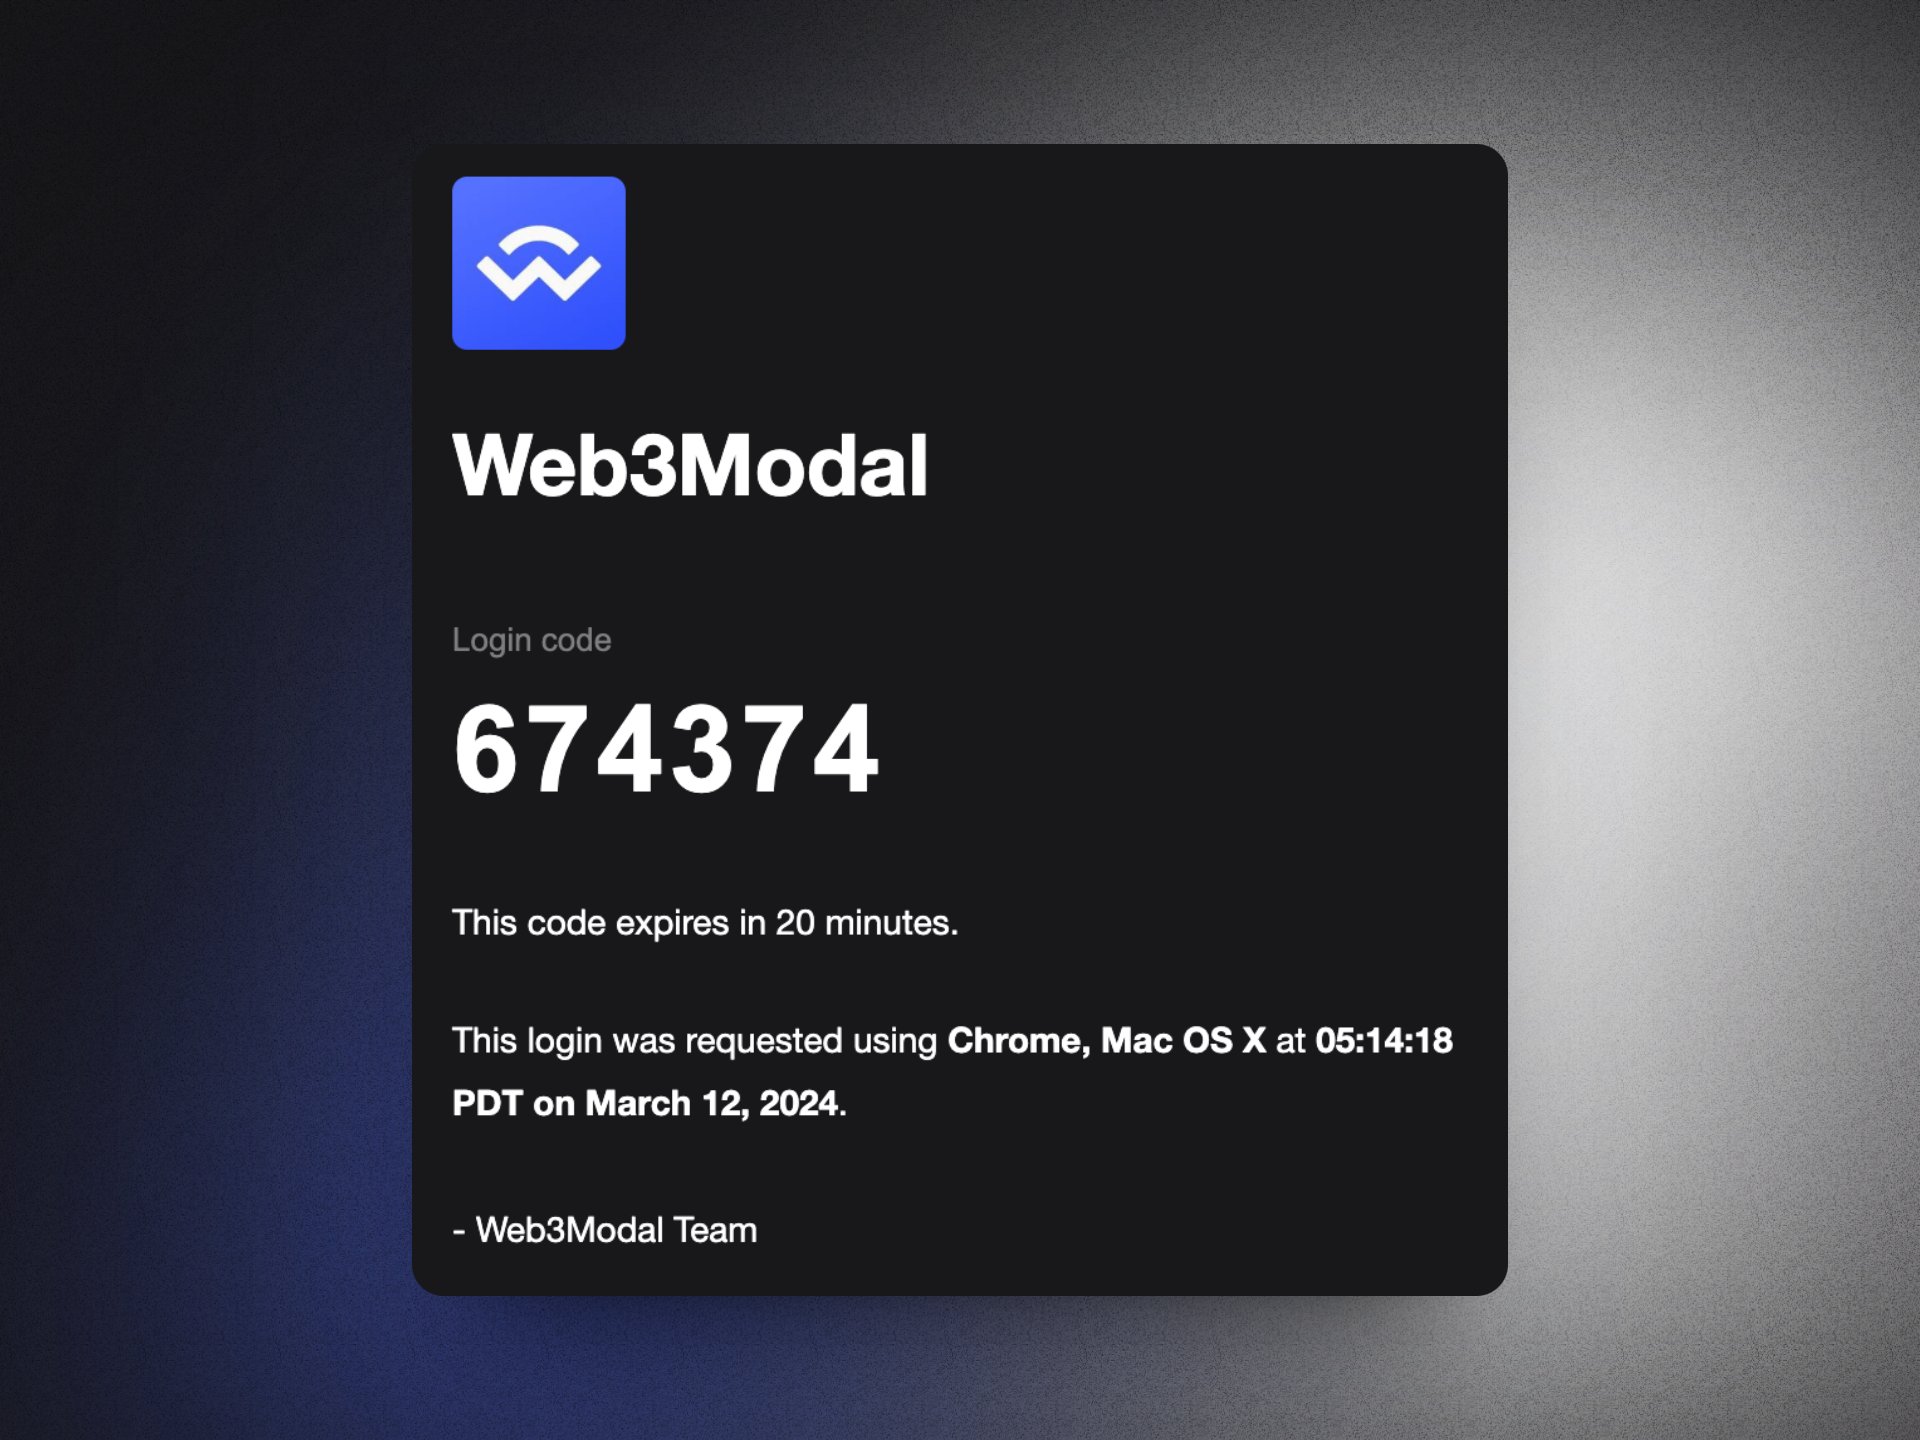 Web3Modal
Login code
674374
This code expires in 20 minutes.
This login was requested using Chrome, Mac OS X at 05:14:18
PDT on March 12, 2024.
- Web3Modal Team